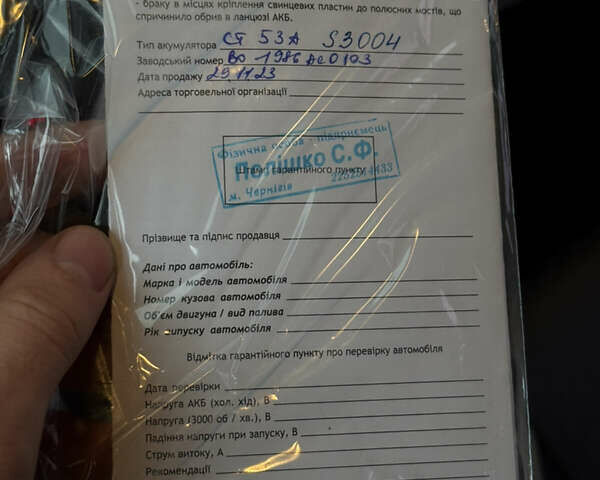 - браку в місцях кріплення свинцевих пластин до полюсних мостів, що
спричинило обрив в ланцюзі АКБ.
Тип акумулятора СТ 53А S3004
Заводський номер
Дата продажу 29.11.23
Адреса торговельної організації
Фізична особа - підприємець
Полішко С.Ф.
Штамп гарантійного пункту
м. Чернігів
Прізвище та підпис продавця
Дані про автомобіль:
Марка і модель автомобіля
Номер кузова автомобіля
Об'єм двигуна / вид палива
Рік випуску автомобіля
Відмітка гарантійного пункту про перевірку автомобіля
Дата перевірки
Напруга АКБ (хол. хід), В
Напруга (3000 об / хв.), В
Падіння напруги при запуску, В
Струм витоку, А
Рекомендації